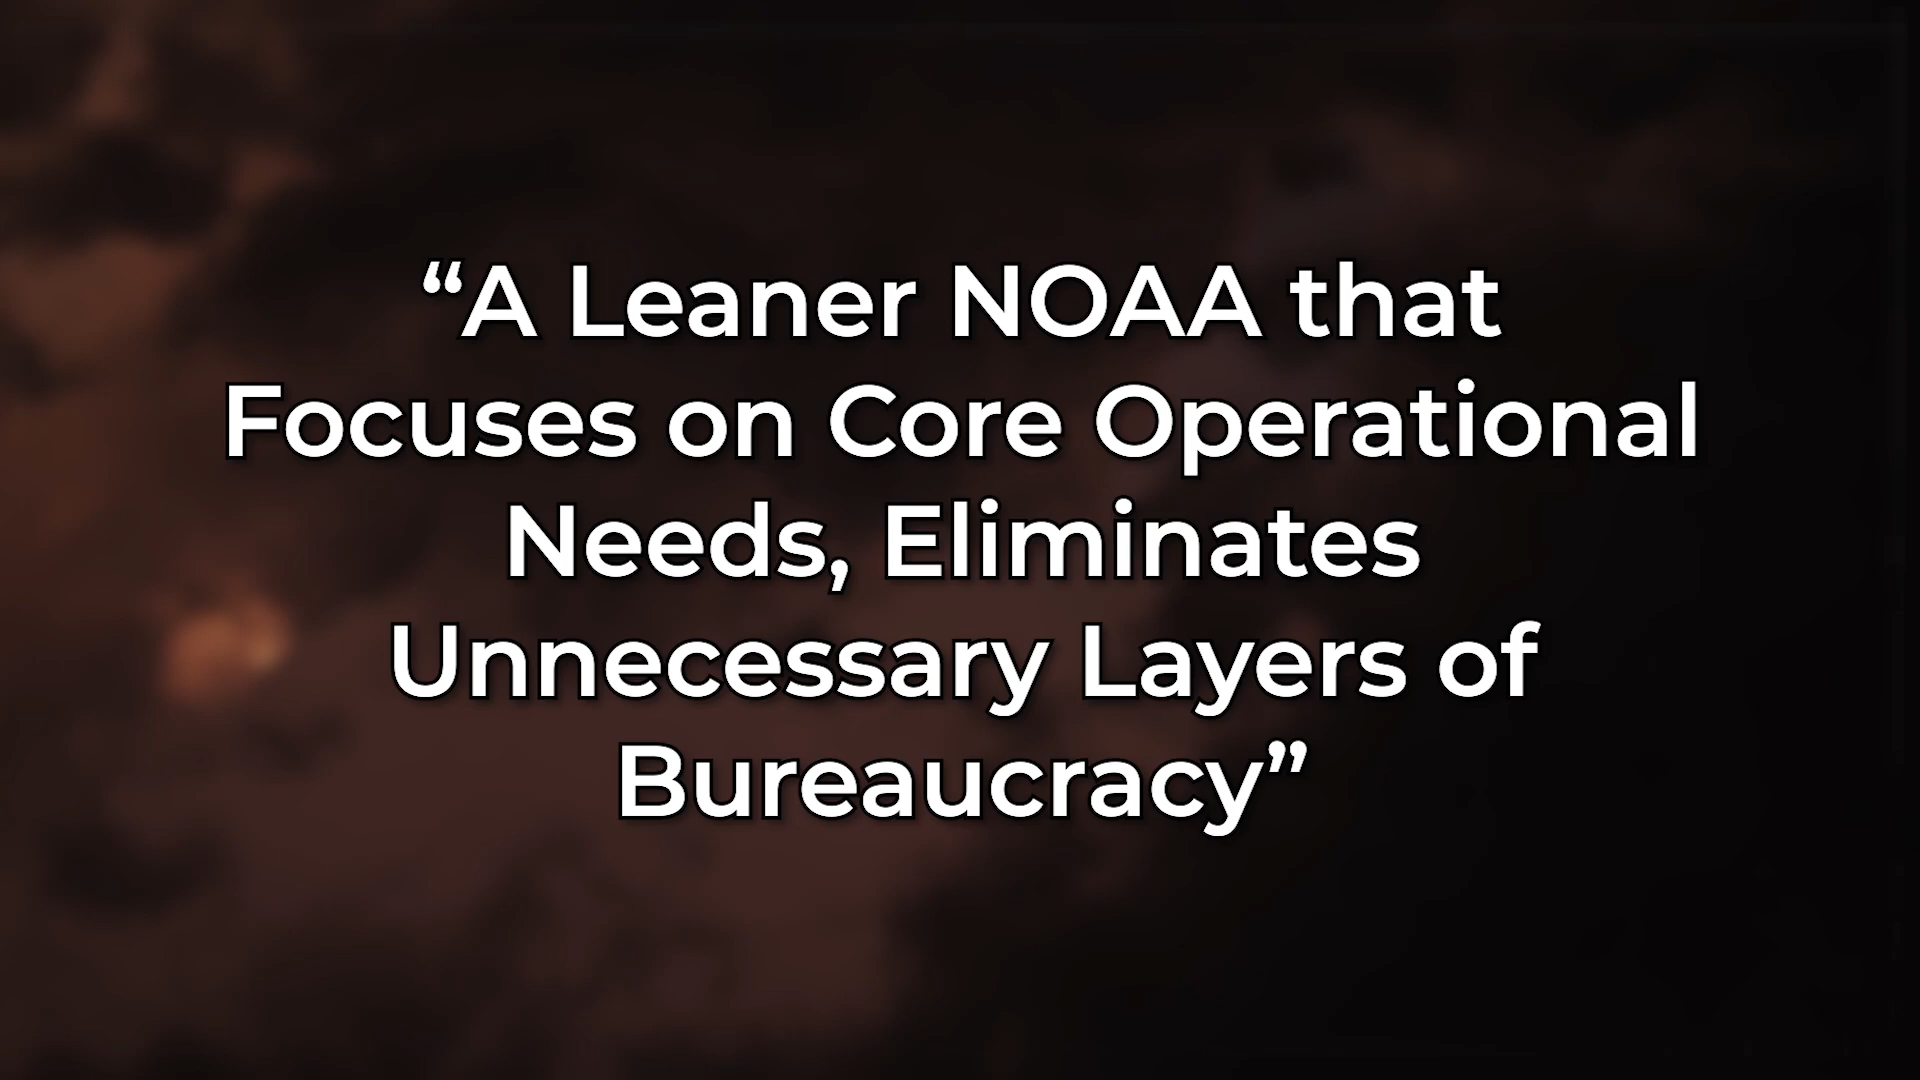 “A Leaner NOAA that
Focuses on Core Operational
Needs, Eliminates
Unnecessary Layers of
Bureaucracy”